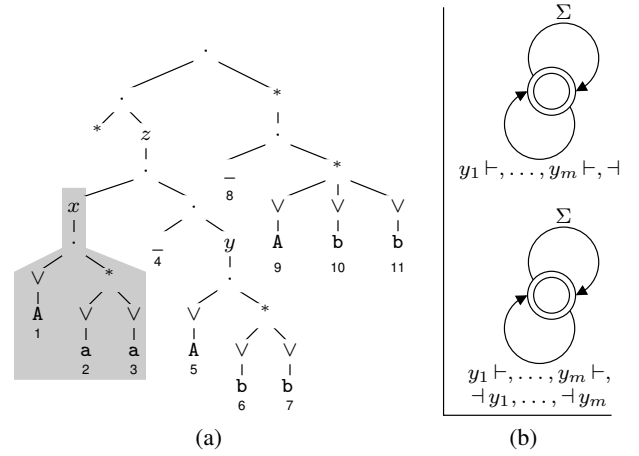 · Σ
· *
* z ·
· _ *
8
x · ∨ ∨ ∨
y₁ ⊢, . . . , yₘ ⊢, ⊣
· _ y A b b
4 9 10 11
∨ * · Σ
A ∨ ∨ ∨ *
1 a a A ∨ ∨
2 3 5 b b
6 7
y₁ ⊢, . . . , yₘ ⊢,
⊣ y₁, . . . , ⊣ yₘ
(a) (b)